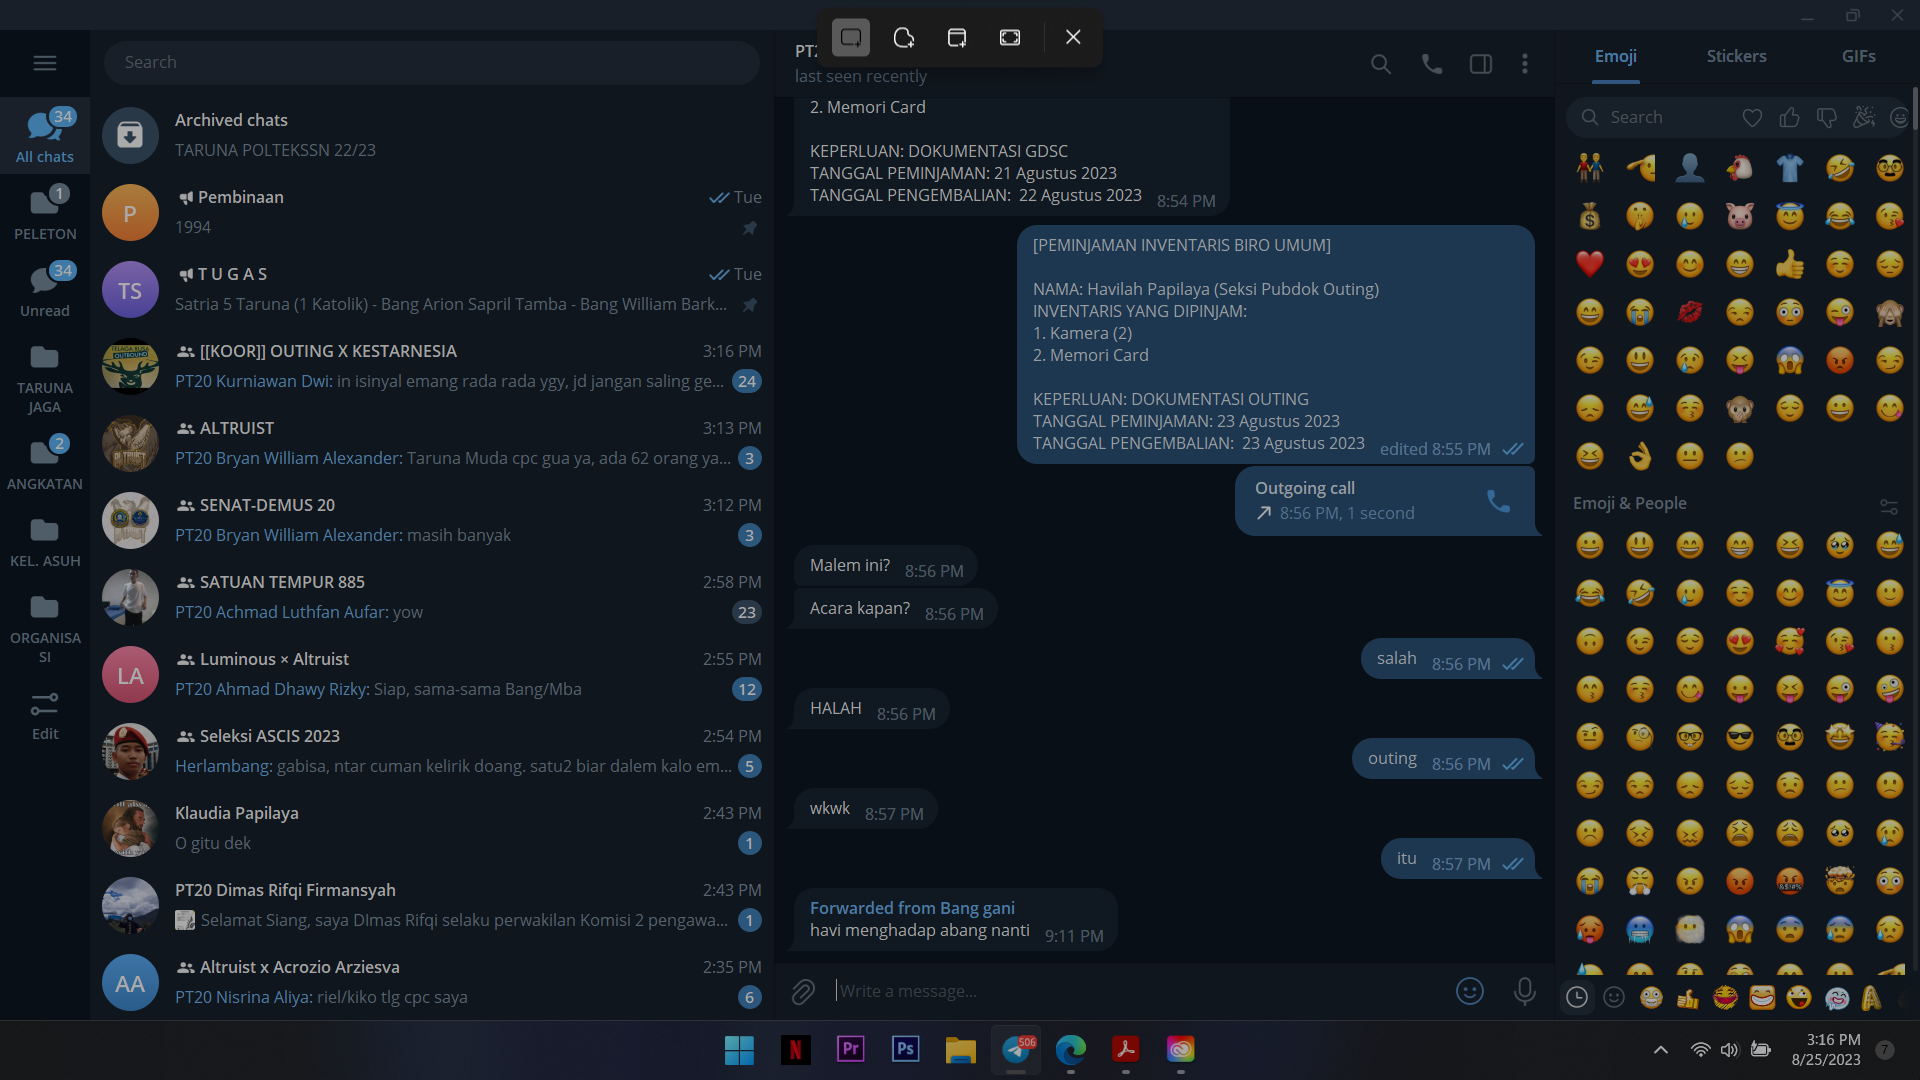 Search
34
All chats
1
PELETON
34
Unread
TARUNA
JAGA
2
ANGKATAN
KEL. ASUH
ORGANISA
SI
Edit
Archived chats
TARUNA POLTEKSSN 22/23
P
Pembinaan
Tue
1994
TS
T U G A S
Tue
Satria 5 Taruna (1 Katolik) - Bang Arion Sapril Tamba - Bang William Bark...
[[KOOR]] OUTING X KESTARNESIA
3:16 PM
PT20 Kurniawan Dwi: in isinyal emang rada rada ygy, jd jangan saling ge...
24
ALTRUIST
3:13 PM
PT20 Bryan William Alexander: Taruna Muda cpc gua ya, ada 62 orang ya...
3
SENAT-DEMUS 20
3:12 PM
PT20 Bryan William Alexander: masih banyak
3
SATUAN TEMPUR 885
2:58 PM
PT20 Achmad Luthfan Aufar: yow
23
LA
Luminous × Altruist
2:55 PM
PT20 Ahmad Dhawy Rizky: Siap, sama-sama Bang/Mba
12
Seleksi ASCIS 2023
2:54 PM
Herlambang: gabisa, ntar cuman kelirik doang. satu2 biar dalem kalo em...
5
Klaudia Papilaya
2:43 PM
O gitu dek
1
PT20 Dimas Rifqi Firmansyah
2:43 PM
Selamat Siang, saya DImas Rifqi selaku perwakilan Komisi 2 pengawa...
1
AA
Altruist x Acrozio Arziesva
2:35 PM
PT20 Nisrina Aliya: riel/kiko tlg cpc saya
6
last seen recently
2. Memori Card
KEPERLUAN: DOKUMENTASI GDSC
TANGGAL PEMINJAMAN: 21 Agustus 2023
TANGGAL PENGEMBALIAN: 22 Agustus 2023
8:54 PM
[PEMINJAMAN INVENTARIS BIRO UMUM]
NAMA: Havilah Papilaya (Seksi Pubdok Outing)
INVENTARIS YANG DIPINJAM:
1. Kamera (2)
2. Memori Card
KEPERLUAN: DOKUMENTASI OUTING
TANGGAL PEMINJAMAN: 23 Agustus 2023
TANGGAL PENGEMBALIAN: 23 Agustus 2023
edited 8:55 PM
Outgoing call
8:56 PM, 1 second
Malem ini? 8:56 PM
Acara kapan? 8:56 PM
salah 8:56 PM
HALAH 8:56 PM
outing 8:56 PM
wkwk 8:57 PM
itu 8:57 PM
Forwarded from Bang gani
havi menghadap abang nanti 9:11 PM
Write a message...
Emoji
Stickers
GIFs
Search
Emoji & People
N
Pr
Ps
506
3:16 PM
8/25/2023
7